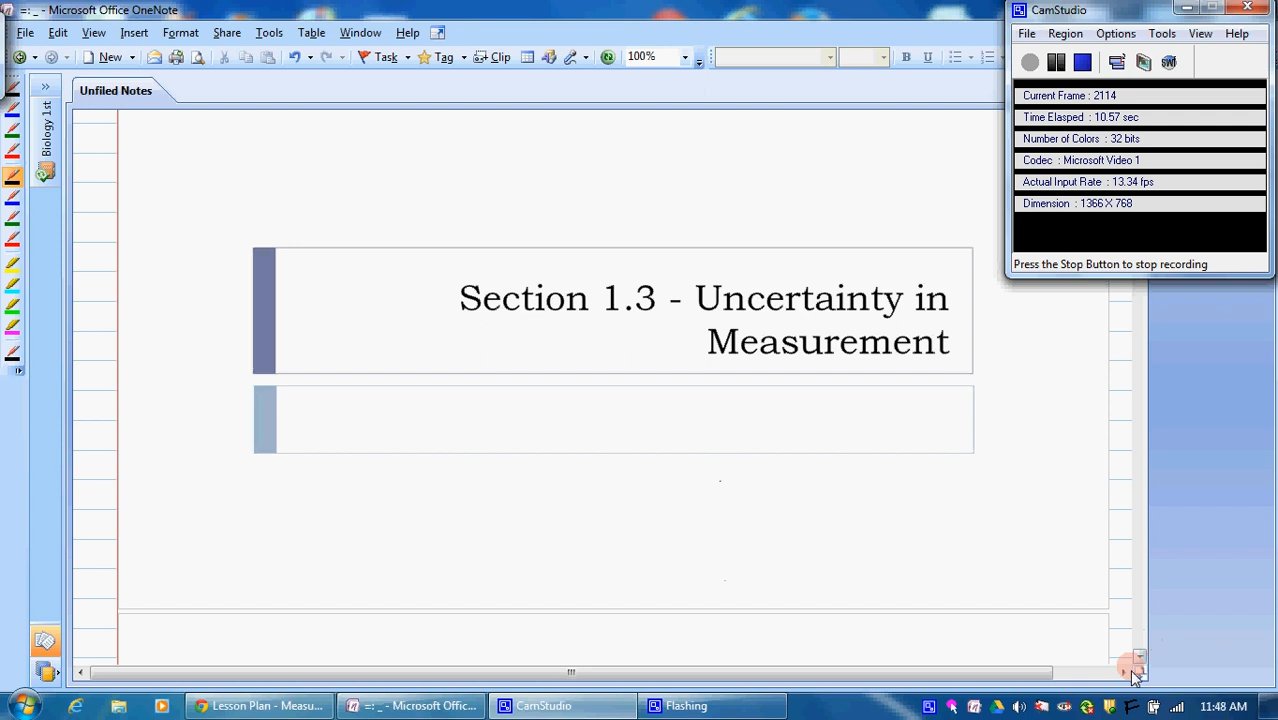 =:_ - Microsoft Office OneNote
File Edit View Insert Format Share Tools Table Window Help
New Task Tag Clip 100% B U
Unfiled Notes
Biology 1st
Section 1.3 - Uncertainty in
Measurement
CamStudio
File Region Options Tools View Help
SWF
Current Frame : 2114
Time Elasped : 10.57 sec
Number of Colors : 32 bits
Codec : Microsoft Video 1
Actual Input Rate : 13.34 fps
Dimension : 1366 X 768
Press the Stop Button to stop recording
Lesson Plan - Measu... =:_ - Microsoft Offic... CamStudio Flashing 11:48 AM